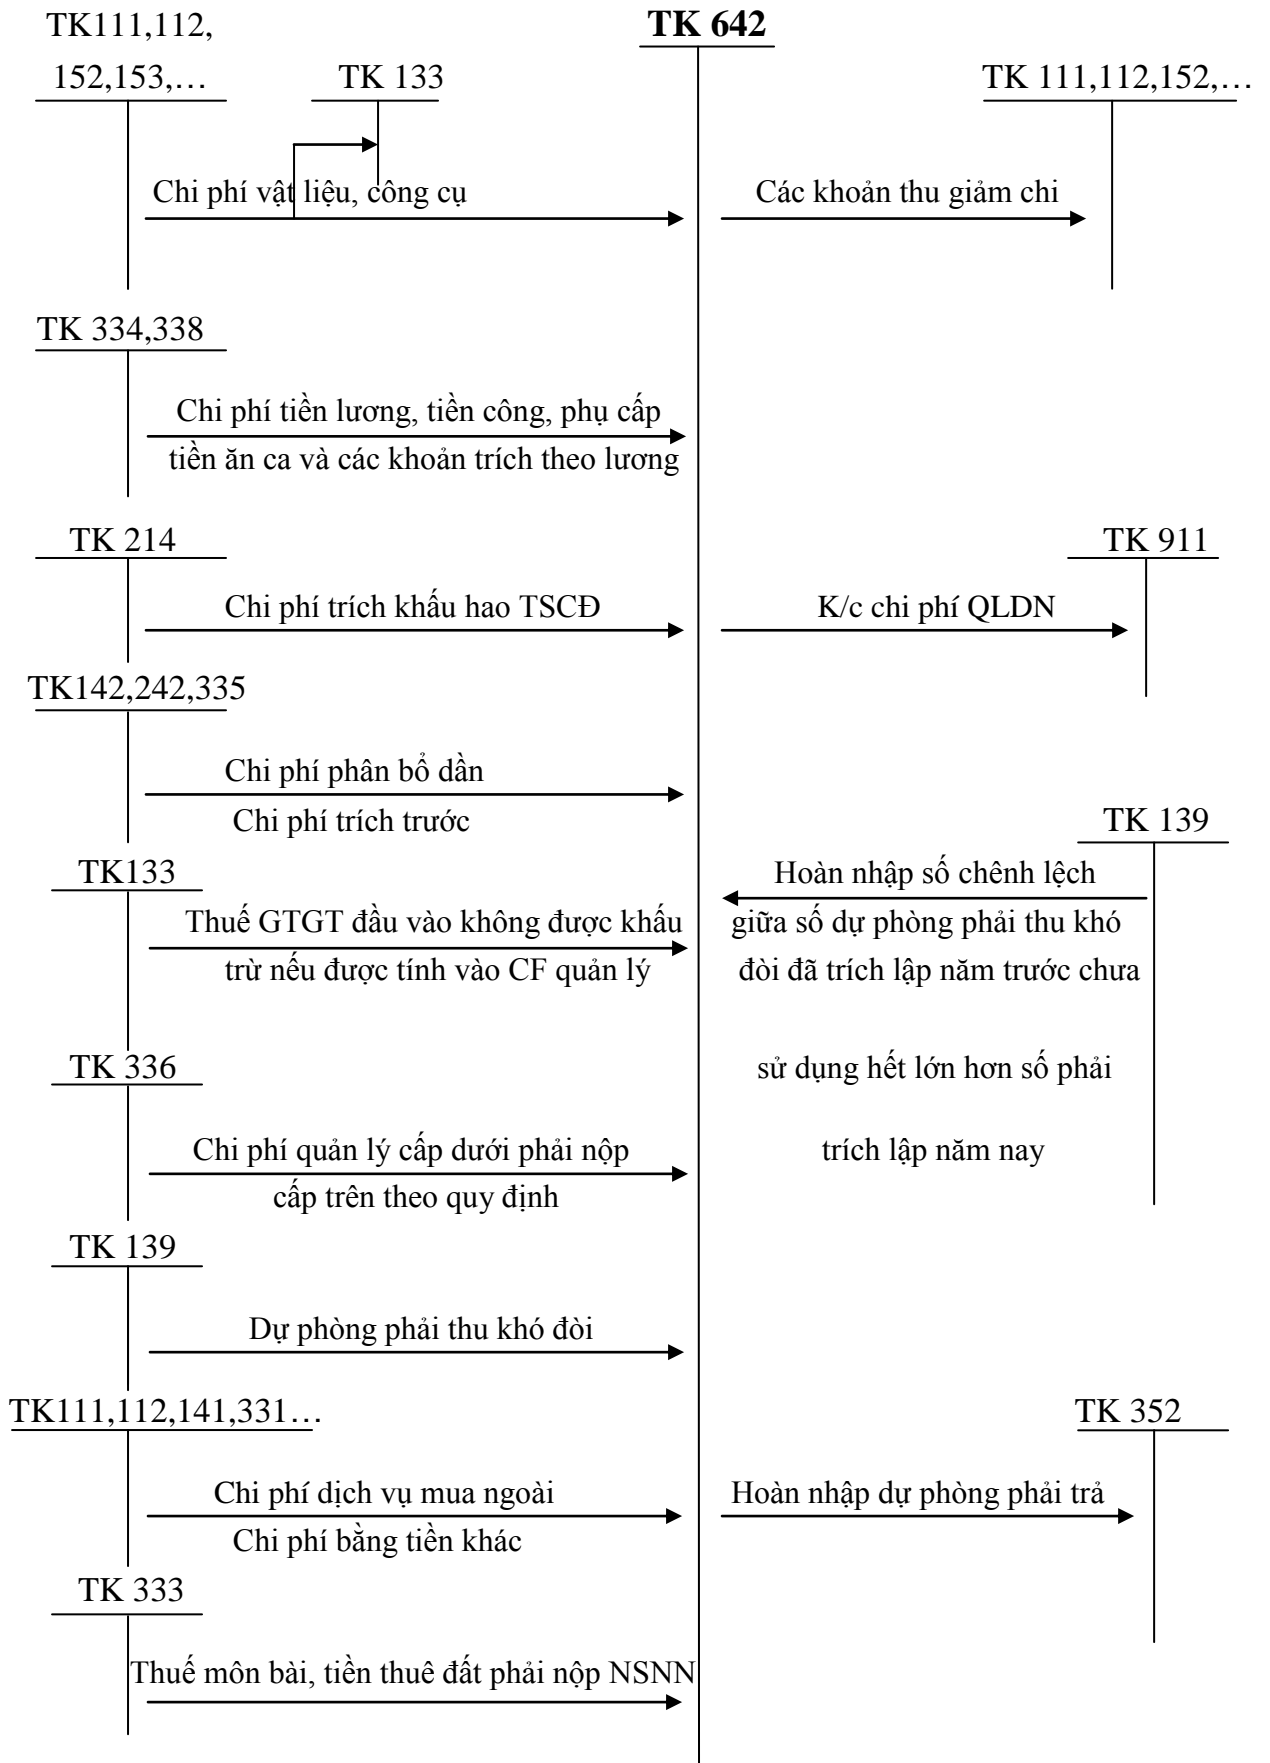 TK111,112,
152,153,…
TK 133
TK 642
TK 111,112,152,…
Chi phí vật liệu, công cụ
Các khoản thu giảm chi
TK 334,338
Chi phí tiền lương, tiền công, phụ cấp
tiền ăn ca và các khoản trích theo lương
TK 214
TK 911
Chi phí trích khấu hao TSCĐ
K/c chi phí QLDN
TK142,242,335
Chi phí phân bổ dần
Chi phí trích trước
TK 139
TK133
Hoàn nhập số chênh lệch
Thuế GTGT đầu vào không được khấu
giữa số dự phòng phải thu khó
trừ nếu được tính vào CF quản lý
đòi đã trích lập năm trước chưa
TK 336
sử dụng hết lớn hơn số phải
Chi phí quản lý cấp dưới phải nộp
trích lập năm nay
cấp trên theo quy định
TK 139
Dự phòng phải thu khó đòi
TK111,112,141,331…
TK 352
Chi phí dịch vụ mua ngoài
Hoàn nhập dự phòng phải trả
Chi phí bằng tiền khác
TK 333
Thuế môn bài, tiền thuê đất phải nộp NSNN